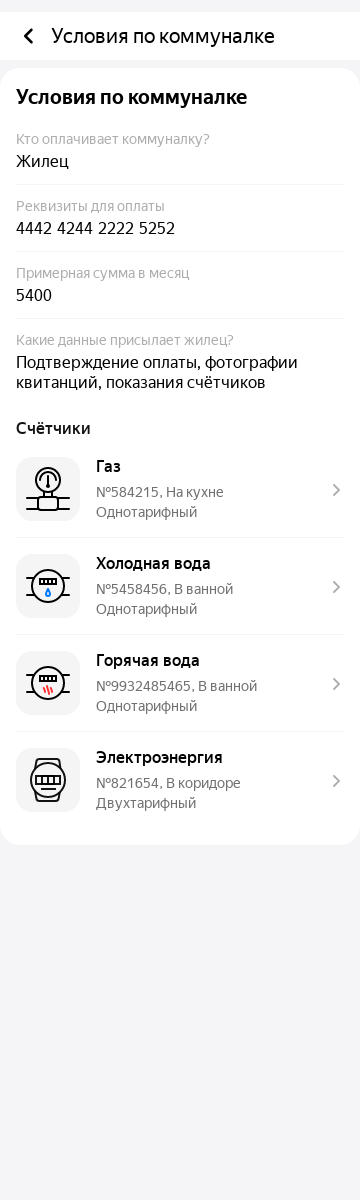 Условия по коммуналке
Условия по коммуналке
Кто оплачивает коммуналку?
Жилец
Реквизиты для оплаты
4442 4244 2222 5252
Примерная сумма в месяц
5400
Какие данные присылает жилец?
Подтверждение оплаты, фотографии
квитанций, показания счётчиков
Счётчики
Газ
№584215, На кухне
Однотарифный
Холодная вода
№5458456, В ванной
Однотарифный
Горячая вода
№9932485465, В ванной
Однотарифный
Электроэнергия
№821654, В коридоре
Двухтарифный